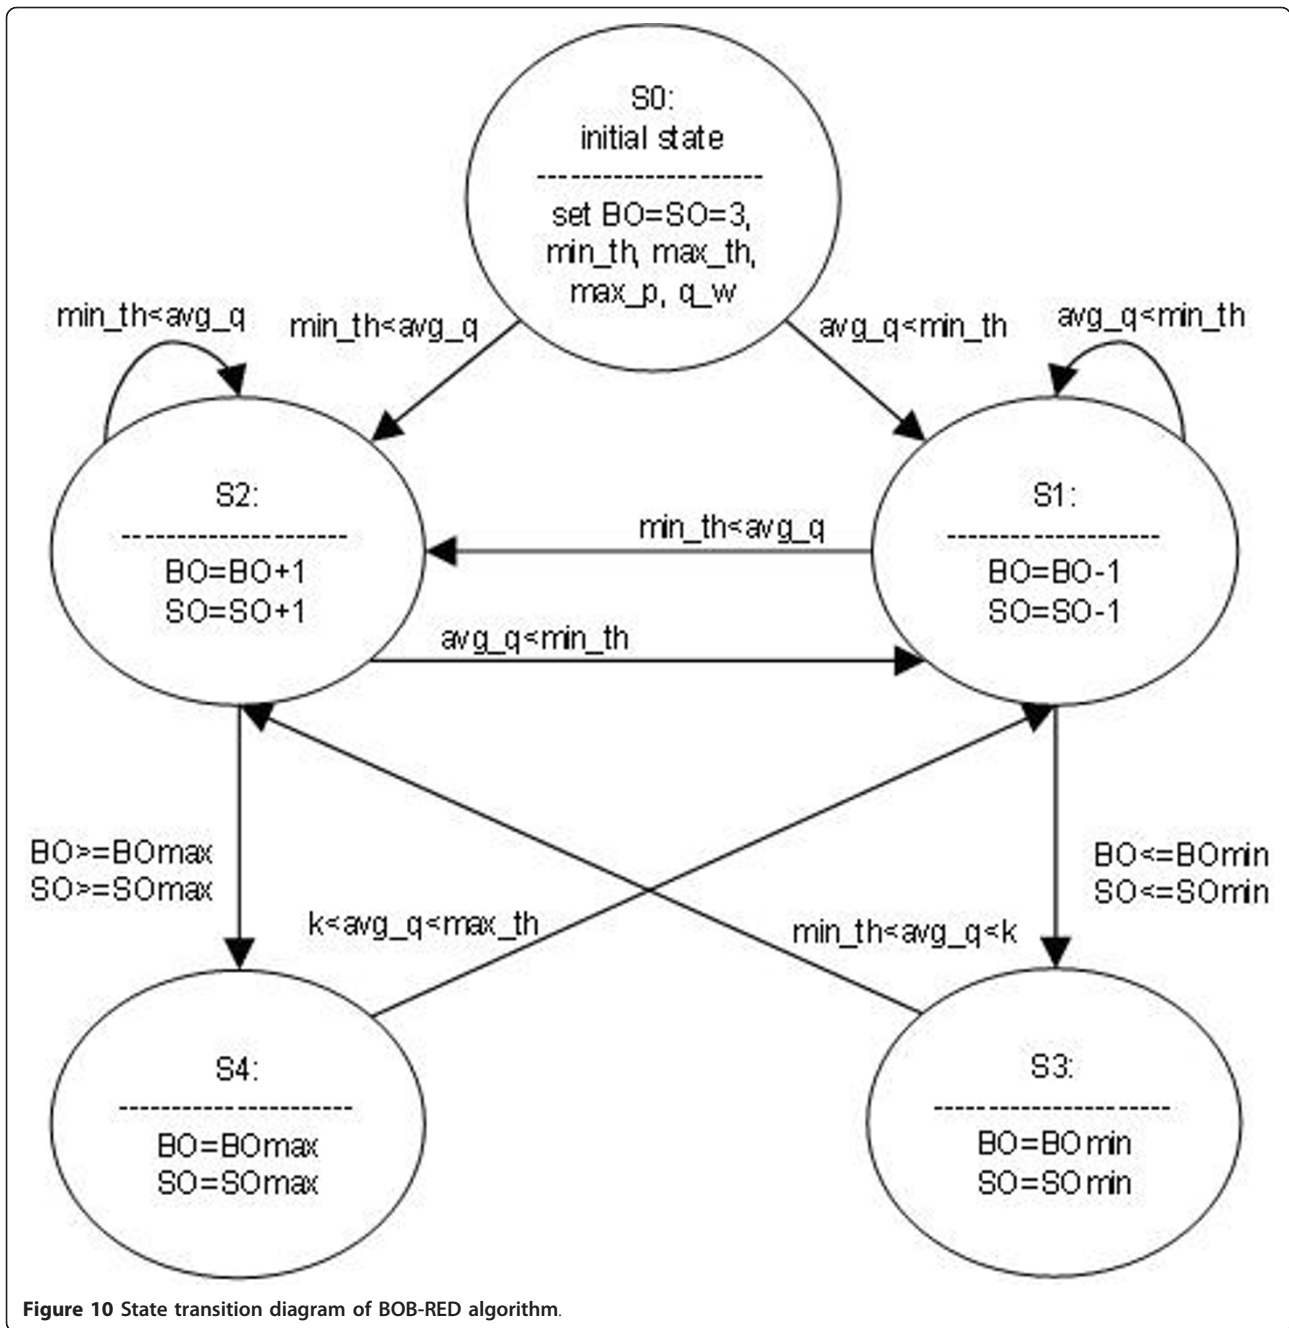 S0:
initial state
----------------------
set BO=SO=3,
min_th, max_th,
max_p, q_w
min_th<avg_q
min_th<avg_q
avg_q<min_th
avg_q<min_th
S2:
----------------------
BO=BO+1
SO=SO+1
min_th<avg_q
avg_q<min_th
S1:
---------------------
BO=BO-1
SO=SO-1
BO>=BOmax
SO>=SOmax
k<avg_q<max_th
min_th<avg_q<k
BO<=BOmin
SO<=SOmin
S4:
-----------------------
BO=BOmax
SO=SOmax
S3:
-----------------------
BO=BOmin
SO=SOmin
Figure 10 State transition diagram of BOB-RED algorithm.